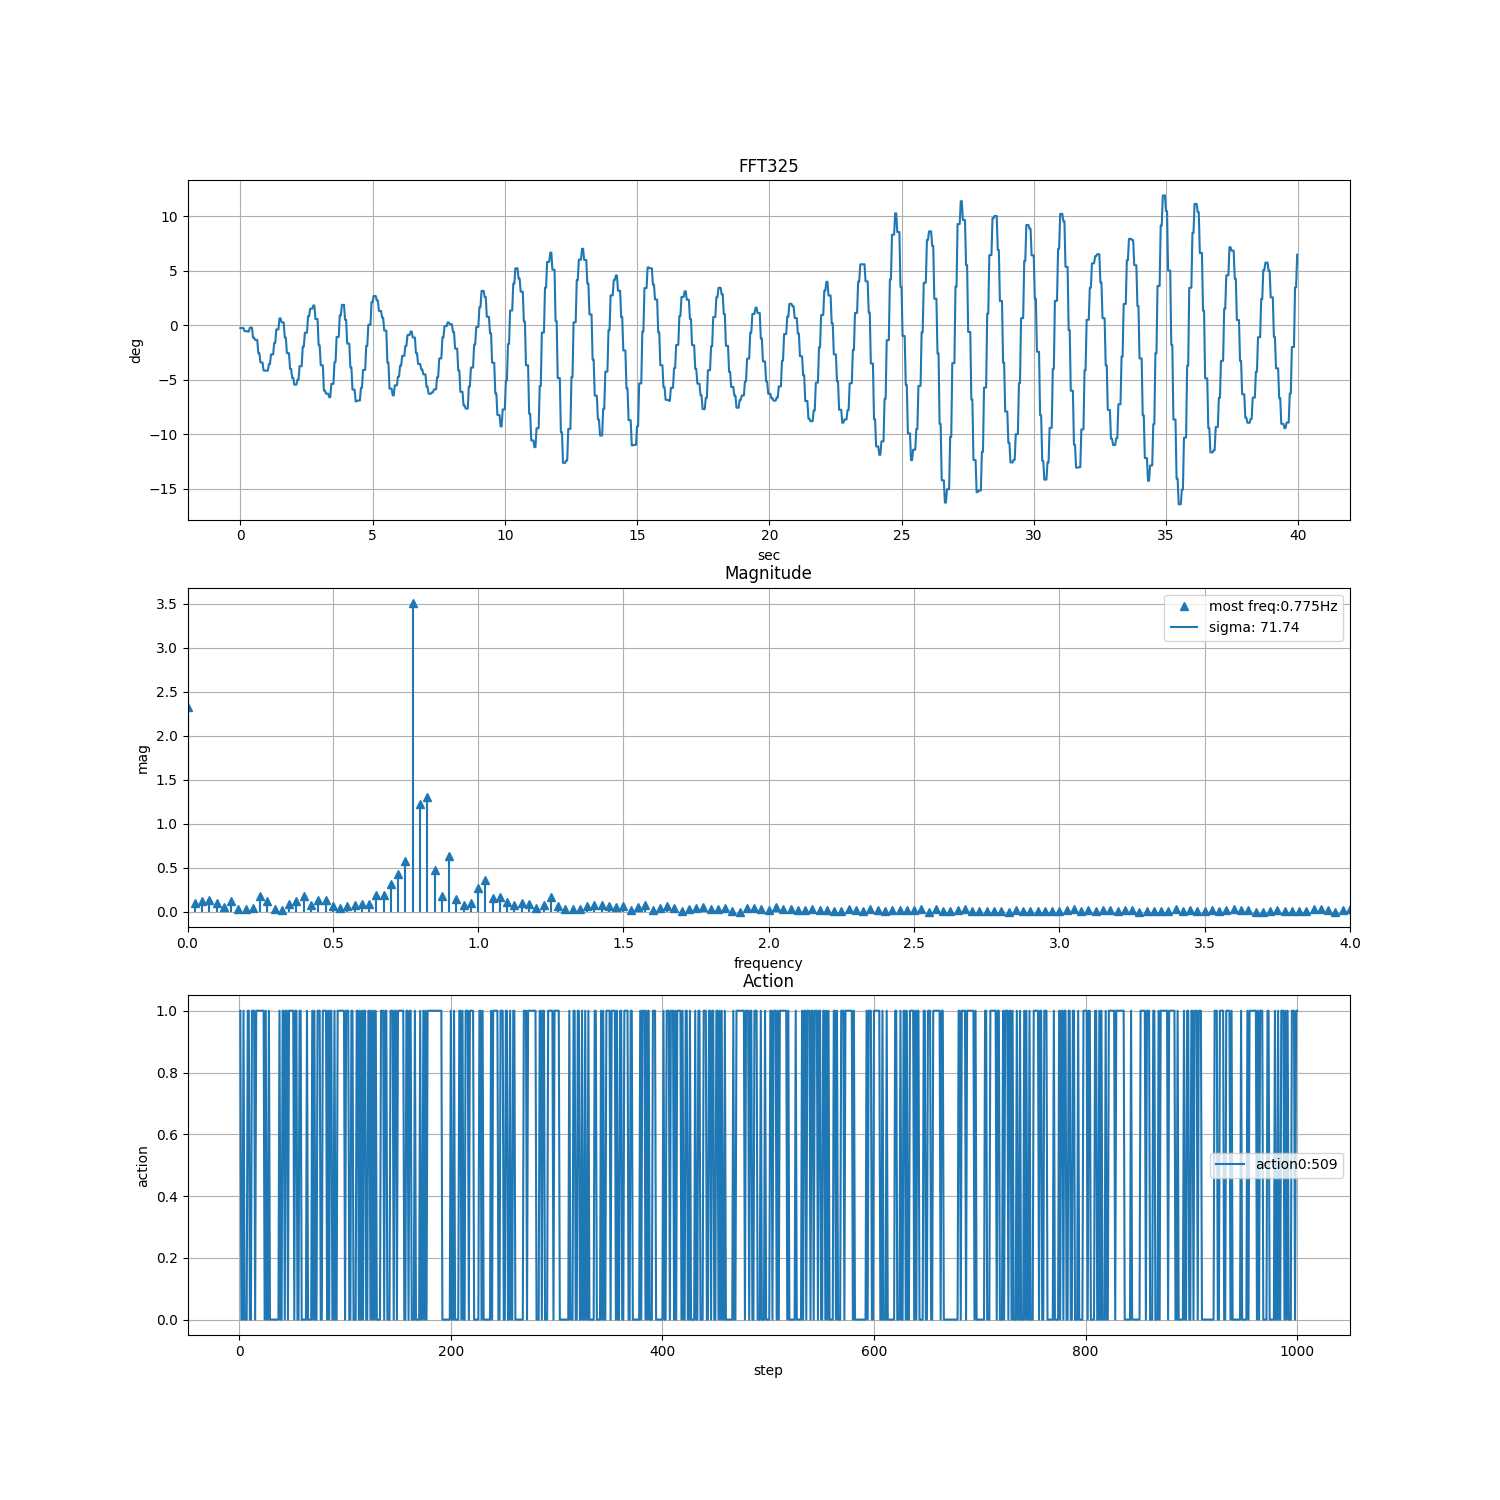 FFT325
10
5
0
−5
−10
−15
deg
0 5 10 15 20 25 30 35 40
sec
Magnitude
3.5
3.0
2.5
2.0
1.5
1.0
0.5
0.0
mag
most freq:0.775Hz
sigma: 71.74
0.0 0.5 1.0 1.5 2.0 2.5 3.0 3.5 4.0
frequency
Action
1.0
0.8
0.6
0.4
0.2
0.0
action
action0:509
0 200 400 600 800 1000
step